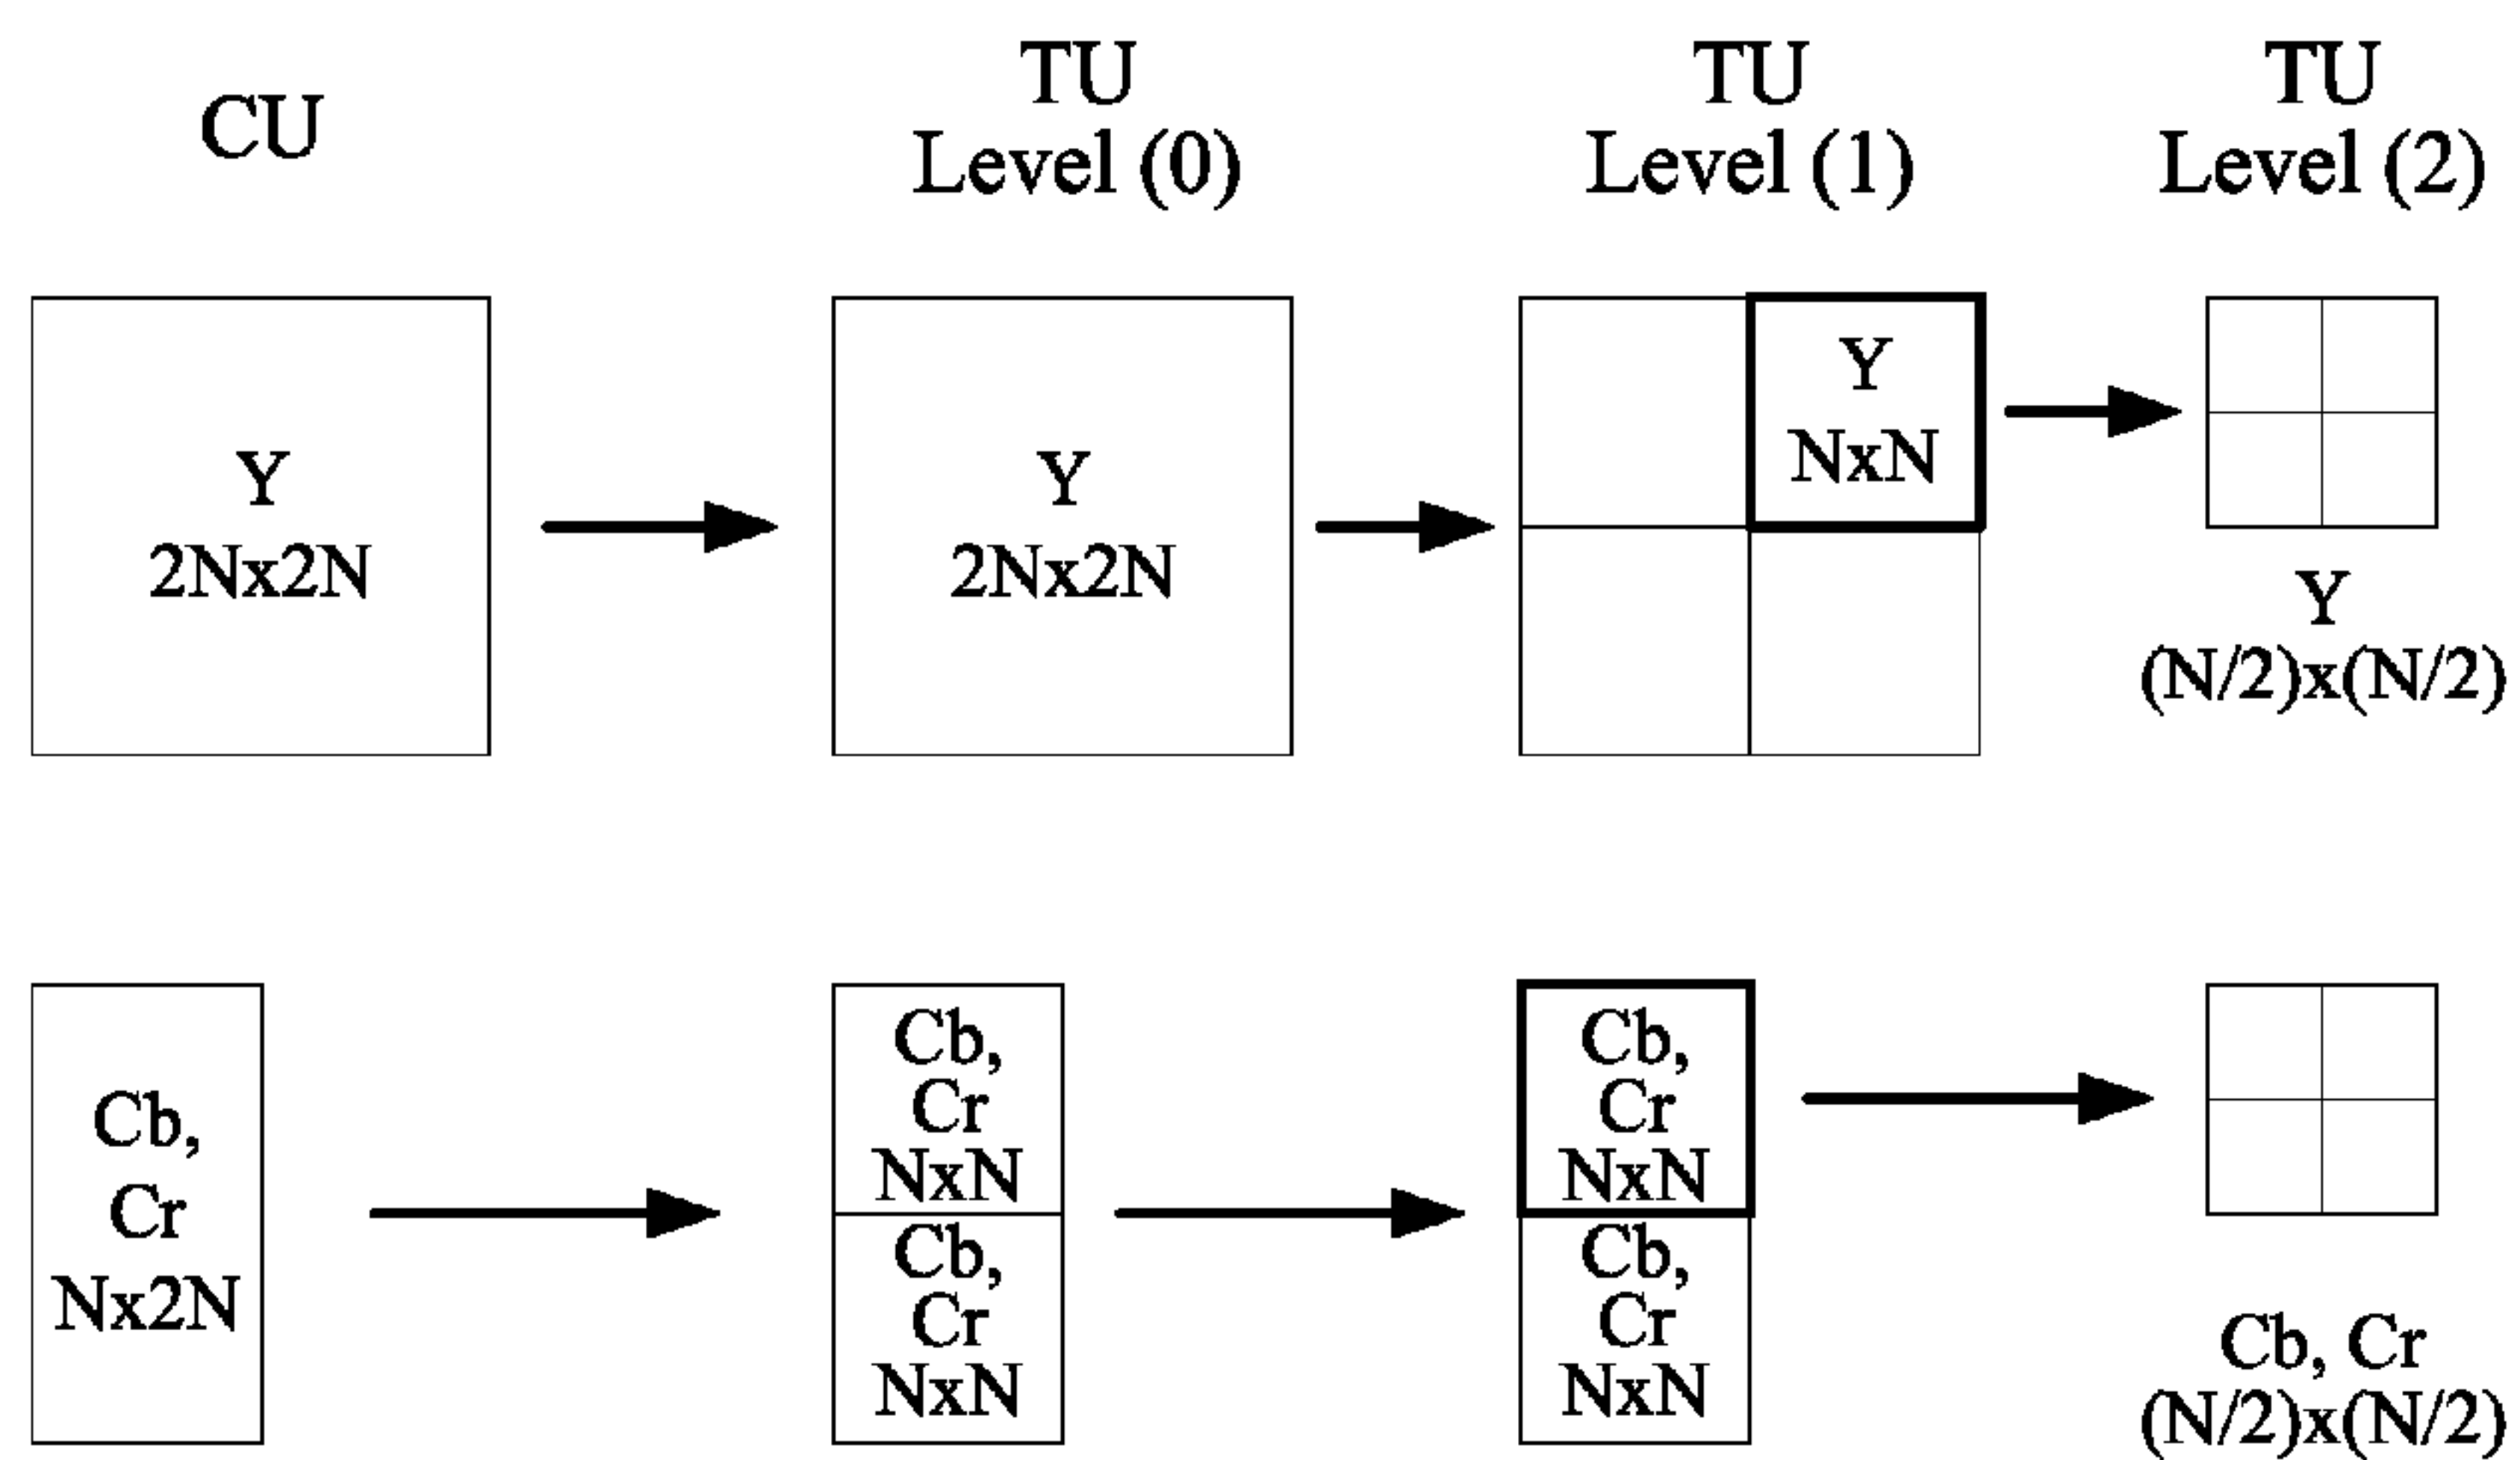 CU
TU
Level (0)
TU
Level (1)
TU
Level (2)
Y
2Nx2N
Y
2Nx2N
Y
NxN
Y
(N/2)x(N/2)
Cb,
Cr
Nx2N
Cb,
Cr
NxN
Cb,
Cr
NxN
Cb,
Cr
NxN
Cb,
Cr
NxN
Cb, Cr
(N/2)x(N/2)